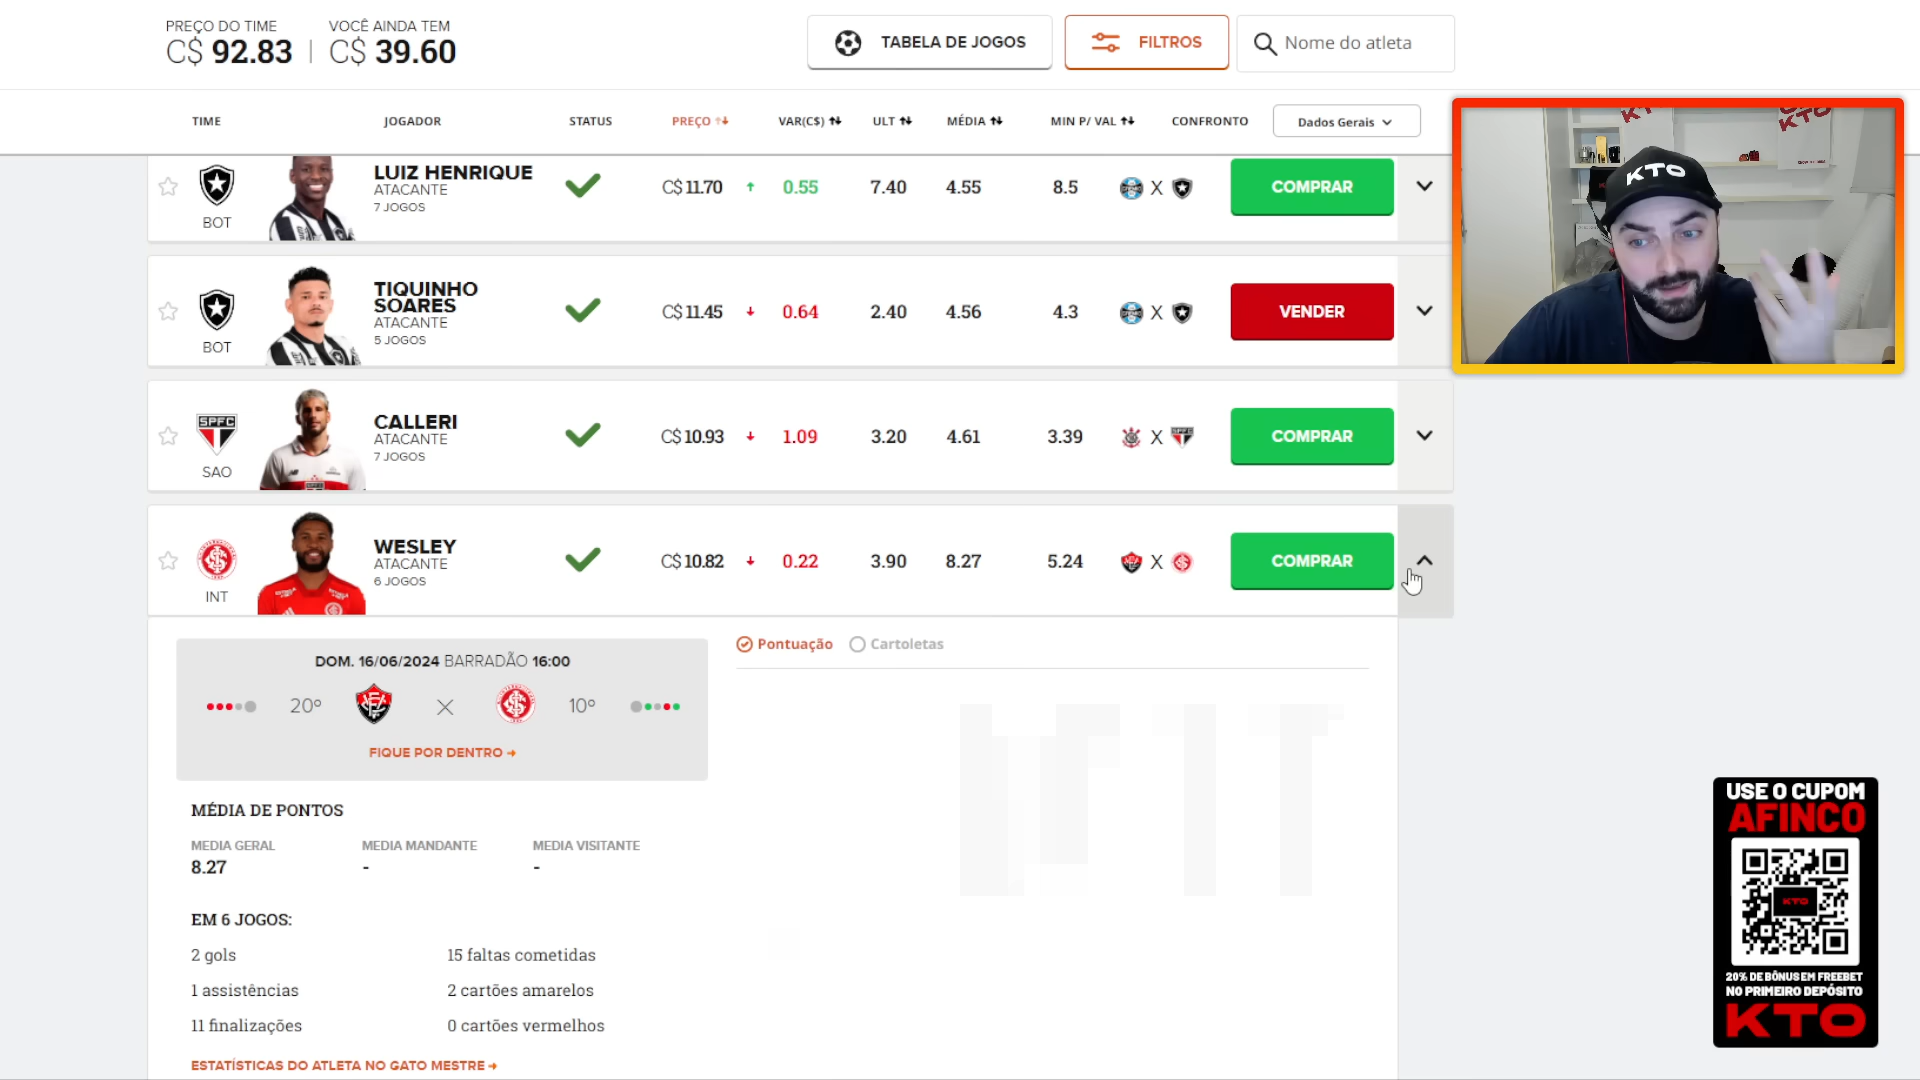 PREÇO DO TIME
C$ 92.83
VOCÊ AINDA TEM
C$ 39.60
TABELA DE JOGOS
FILTROS
Nome do atleta
TIME JOGADOR STATUS PREÇO VAR(C$) ULT MÉDIA MIN P/ VAL CONFRONTO Dados Gerais
BOT
LUIZ HENRIQUE
ATACANTE
7 JOGOS
C$ 11.70 0.55 7.40 4.55 8.5 X COMPRAR
BOT
TIQUINHO
SOARES
ATACANTE
5 JOGOS
C$ 11.45 0.64 2.40 4.56 4.3 X VENDER
SPFC
SAO
CALLERI
ATACANTE
7 JOGOS
C$ 10.93 1.09 3.20 4.61 3.39 X COMPRAR
INT
WESLEY
ATACANTE
6 JOGOS
C$ 10.82 0.22 3.90 8.27 5.24 X COMPRAR
DOM. 16/06/2024 BARRADÃO 16:00
20º 10º
FIQUE POR DENTRO
Pontuação Cartoletas
MÉDIA DE PONTOS
MEDIA GERAL MEDIA MANDANTE MEDIA VISITANTE
8.27 - -
EM 6 JOGOS:
2 gols 15 faltas cometidas
1 assistências 2 cartões amarelos
11 finalizações 0 cartões vermelhos
ESTATÍSTICAS DO ATLETA NO GATO MESTRE
KTO
KTO
USE O CUPOM
AFINCO
KTO
20% DE BÔNUS EM FREEBET
NO PRIMEIRO DEPÓSITO
KTO